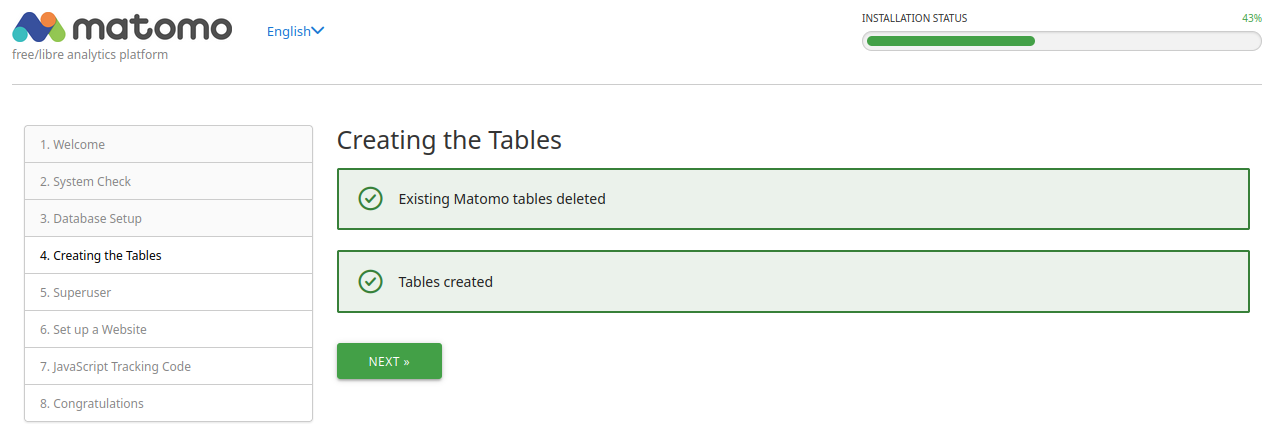 matomo
free/libre analytics platform
English
INSTALLATION STATUS
43%
1. Welcome
2. System Check
3. Database Setup
4. Creating the Tables
5. Superuser
6. Set up a Website
7. JavaScript Tracking Code
8. Congratulations
Creating the Tables
Existing Matomo tables deleted
Tables created
NEXT »